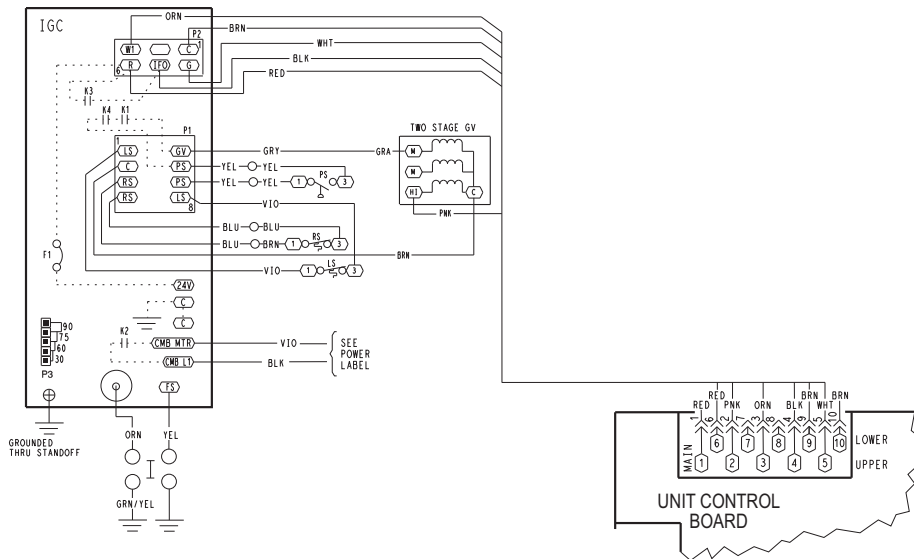 IGC
ORN
BRN
P2
1
WHT
W1
C
BLK
R
IFO
G
6
RED
K3
K4
K1
P1
1
TWO STAGE GV
LS
GV
GRY
GRA
M
C
PS
YEL
YEL
PS
M
RS
PS
YEL
YEL
1
3
HI
C
RS
LS
8
VIO
PNK
BLU
BLU
RS
BLU
BRN
1
3
BRN
F1
LS
VIO
1
3
24V
C
C
90
75
60
30
P3
K2
CMB MTR
VIO
SEE
POWER
LABEL
CMB L1
BLK
FS
GROUNDED
THRU STANDOFF
ORN
YEL
GRN/YEL
RED
RED
PNK
ORN
BLK
BRN
WHT
BRN
1
6
2
7
3
8
4
9
5
10
MAIN
6
7
8
9
10
LOWER
1
2
3
4
5
UPPER
UNIT CONTROL
BOARD